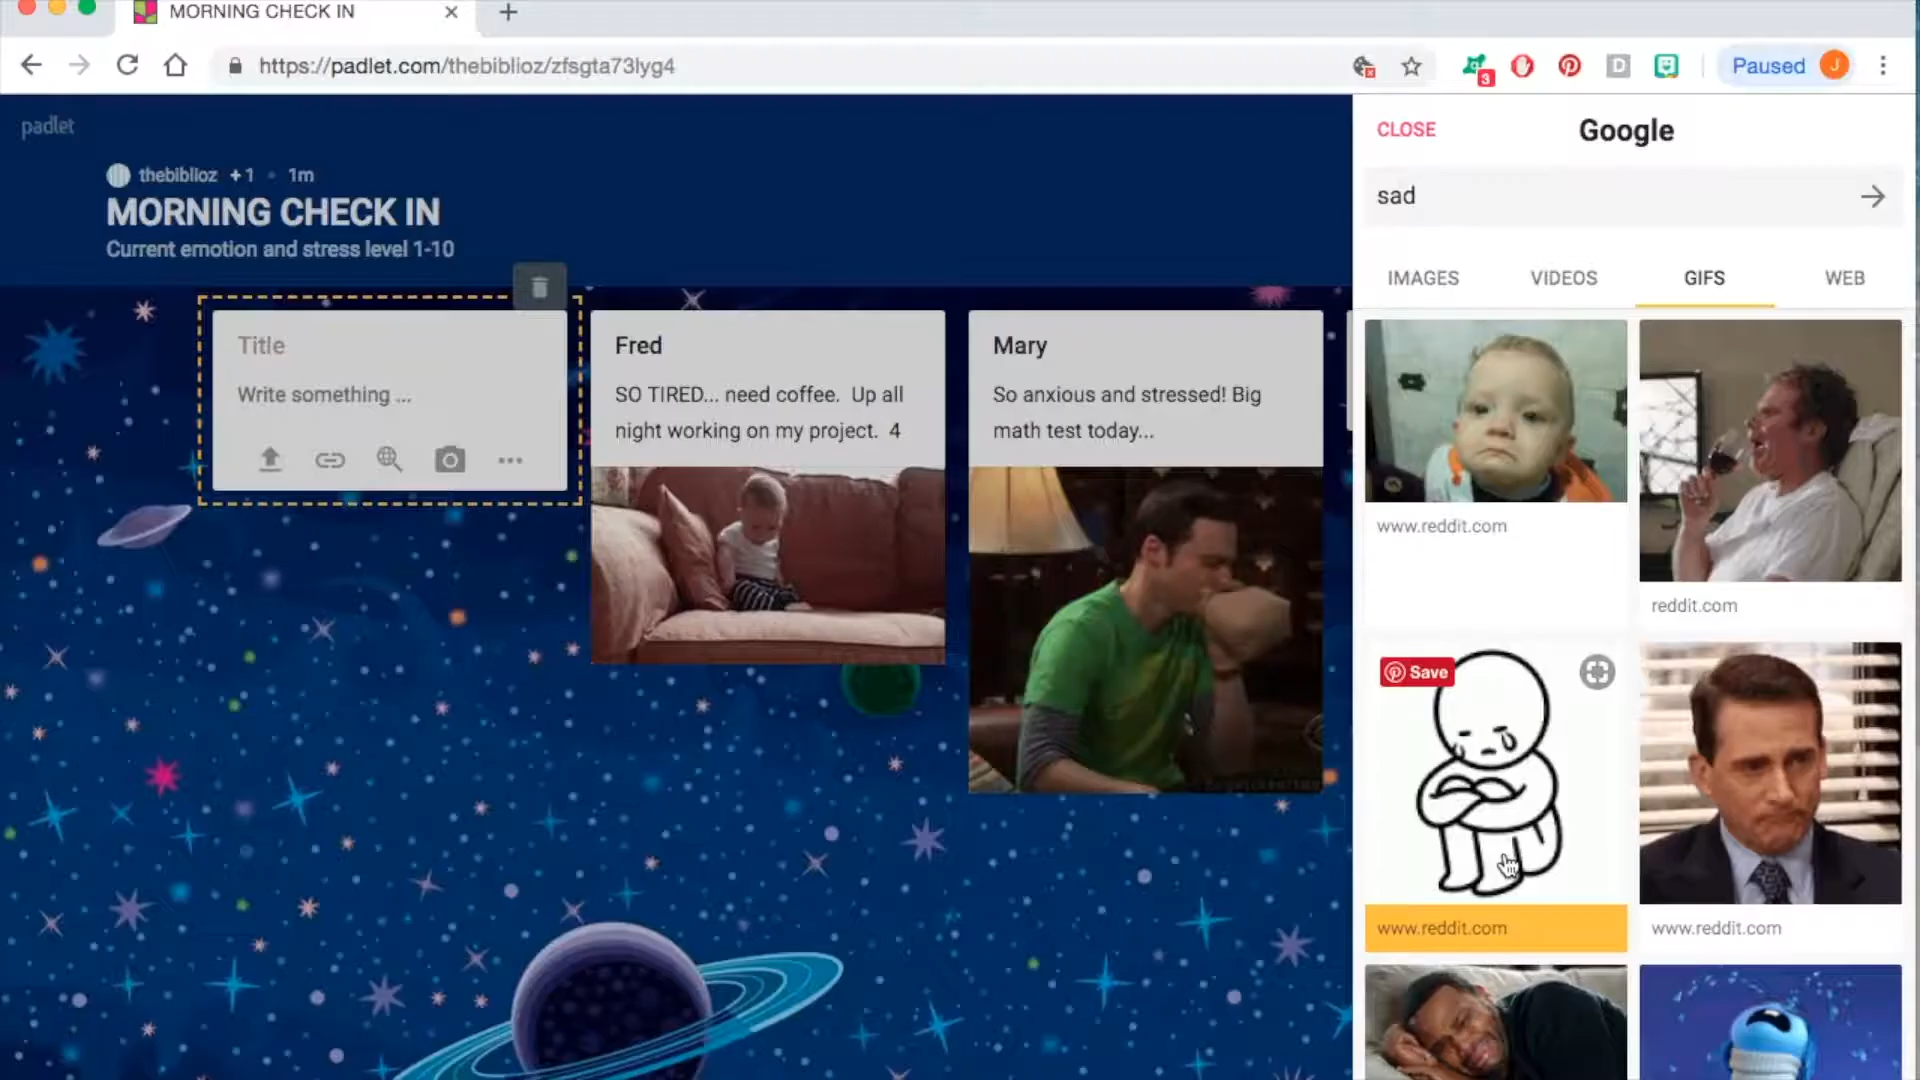 MORNING CHECK IN
https://padlet.com/thebiblioz/zfsgta73lyg4
3
D
Paused
J
padlet
thebiblioz +1 • 1m
MORNING CHECK IN
Current emotion and stress level 1-10
Title
Write something ...
Fred
SO TIRED... need coffee. Up all
night working on my project. 4
Mary
So anxious and stressed! Big
math test today...
CLOSE
Google
sad
IMAGES
VIDEOS
GIFS
WEB
www.reddit.com
reddit.com
Save
www.reddit.com
www.reddit.com